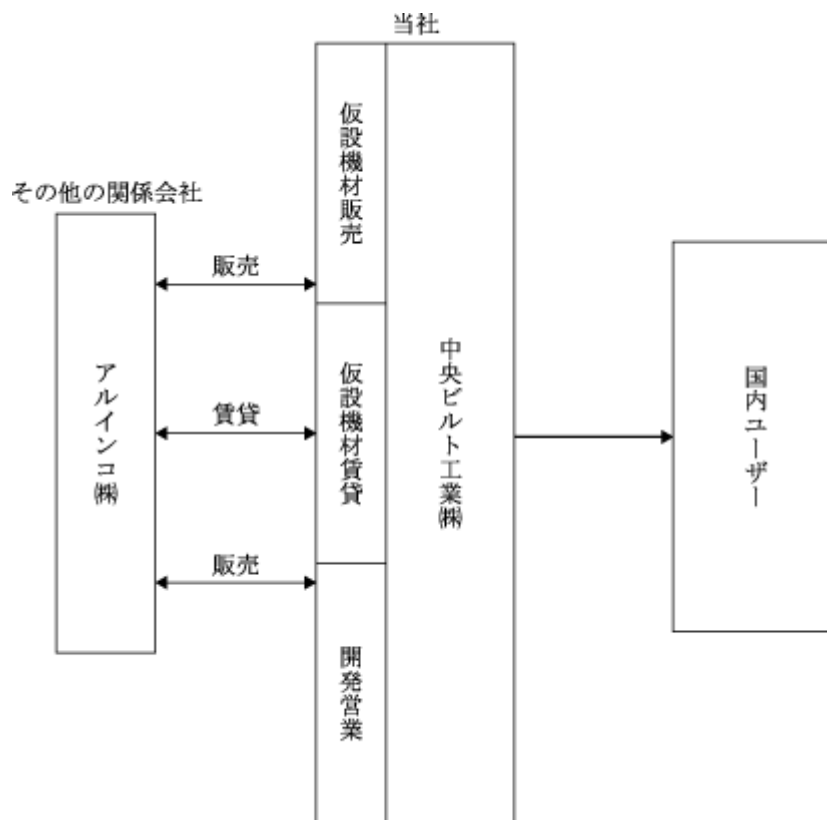 当社
その他の関係会社
アルインコ㈱
販売
賃貸
販売
仮設機材販売
仮設機材賃貸
開発営業
中央ビルト工業㈱
国内ユーザー